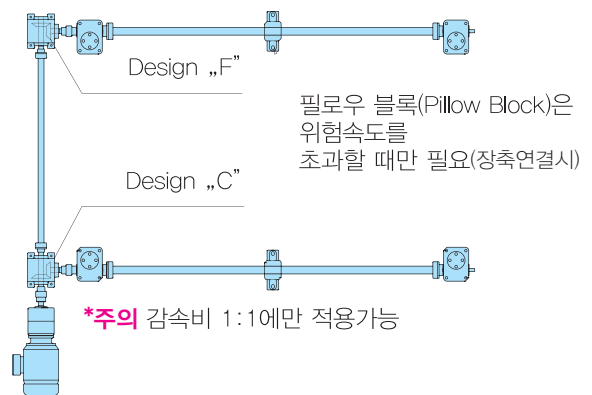 Design „F”
필로우 블록(Pillow Block)은
위험속도를
초과할 때만 필요(장축연결시)
Design „C”
*주의 감속비 1:1에만 적용가능